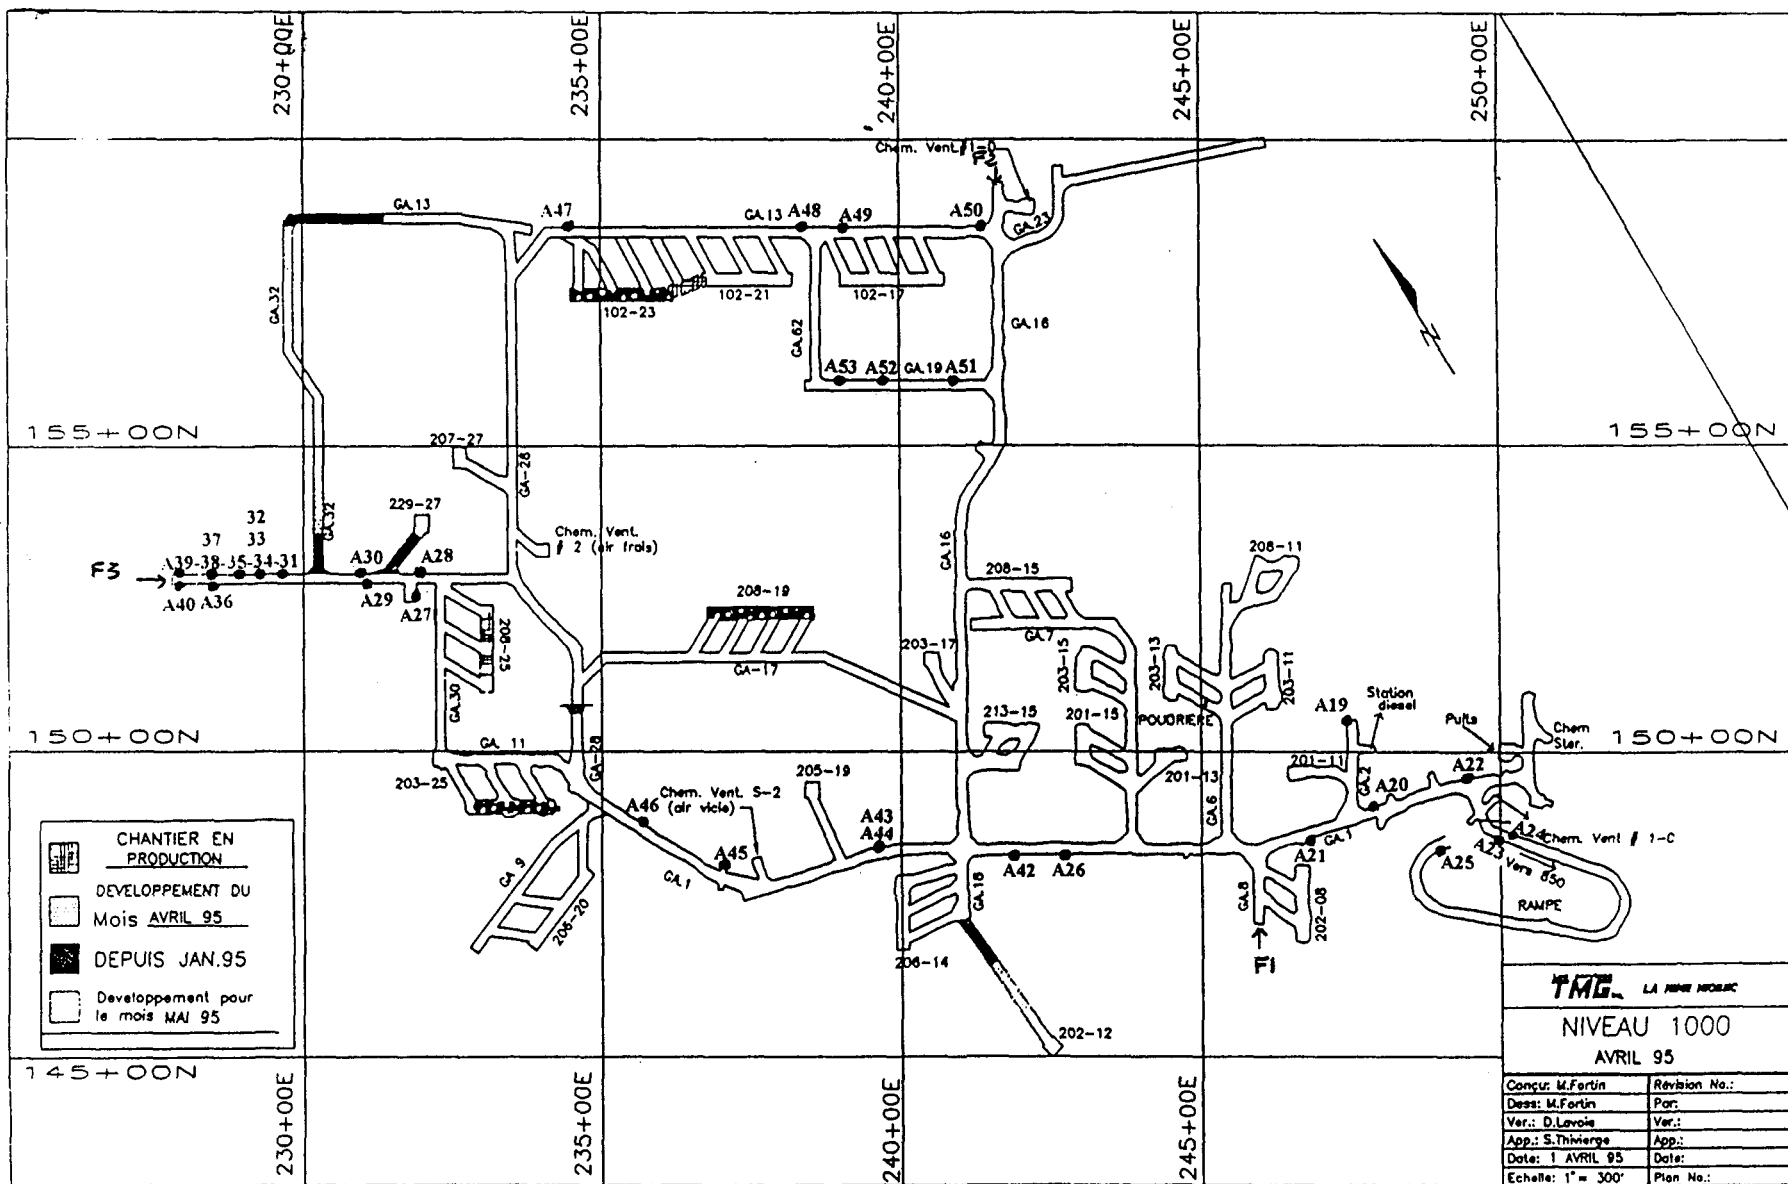 230+00E
235+00E
240+00E
245+00E
250+00E
Chem. Vent. #1-D
F2
GA.13
A47
GA.13
A48
A49
A50
GA.23
102-23
102-21
102-17
GA.32
GA.62
GA.16
A53
A52
GA.19
A51
N
155+00N
155+00N
207-27
GA-28
229-27
GA.32
Chem. Vent.
# 2 (air frais)
32
37
33
A39-38-35-34-31
A30
A28
F3
A40
A36
A29
A27
GA.16
208-15
208-11
208-19
206-25
GA.7
203-17
203-15
203-13
203-11
GA-17
GA.30
213-15
201-15
POUDRIERE
A19
Station
diesel
Puits
Chem
Ster.
150+00N
150+00N
GA. 11
GA-28
203-25
205-19
Chem. Vent. S-2
(air vicie)
201-13
201-11
GA.2
A22
A20
GA.6
A46
A43
A44
A45
GA.1
GA.1
A21
A24
Chem. Vent # 1-C
A23
A25
Vers 850
RAMPE
A42
A26
GA.9
206-20
GA.18
GA.8
202-08
206-14
F1
202-12
CHANTIER EN
PRODUCTION
DEVELOPPEMENT DU
Mois AVRIL 95
DEPUIS JAN.95
Developpement pour
le mois MAI 95
TMG inc. LA MINE NIOBEC
NIVEAU 1000
AVRIL 95
145+00N
230+00E
235+00E
240+00E
245+00E
Conçu: M.Fortin
Révision No.:
Dess: M.Fortin
Par:
Ver.: D.Lavoie
Ver.:
App.: S.Thivierge
App.:
Date: 1 AVRIL 95
Date:
Echelle: 1" = 300'
Plan No.: